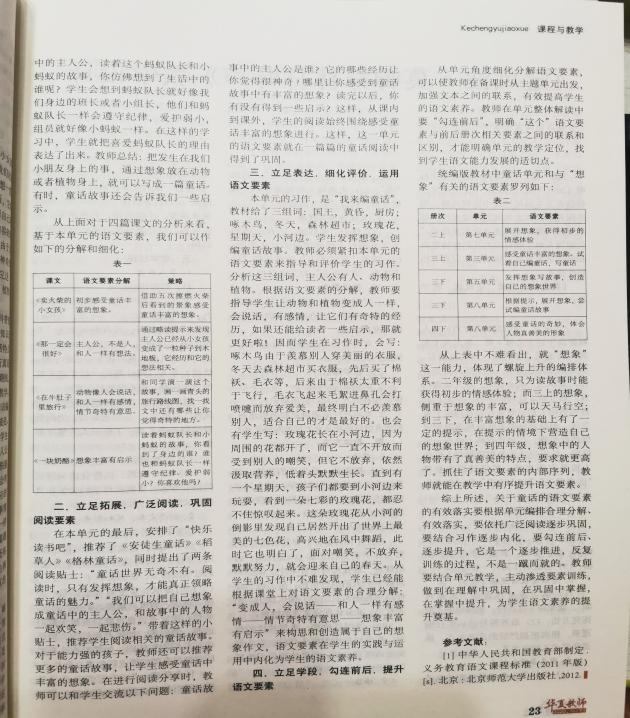 Kechengyujiaoxue 课程与教学
中的主人公，读着这个蚂蚁队长和小
蚂蚁的故事，你仿佛想到了生活中的
谁呢？学生会想到蚂蚁队长就好像我
们身边的班长或者小组长，他们和蚂
蚁队长一样会遵守纪律，爱护弱小，
组员就好像小蚂蚁一样。在这样的学
习中，学生就把喜爱蚂蚁队长的理由
表达了出来。教师总结：把发生在我们
小朋友身上的事，通过想象放在动物
或者植物身上，就可以写成一篇童话。
有时，童话故事还会告诉我们一些启
示。
从上面对于四篇课文的分析来看，
基于本单元的语文要素，我们可以作
如下的分解和细化：
表一
课文 语文要素分解 策略
《卖火柴的
小女孩》
初步感受童话丰
富的想象。
借助五次擦燃火柴
后看到的景象感受
童话丰富的想象。
《那一定会
很好》
主公人，不是人，
和人一样有想法。
通过略读提示来发现
主人公已经从小女孩
变成了一粒种子到木
地板，它经历和它的
想法相关。
《在牛肚子
里旅行》
动物像人会说话，
和人一样有感情，
情节奇特有意思。
和同学演一演这个
故事，画一画青头的
旅行路线图，找一找
文中还有哪些让你
觉得奇特的地方。
《一块奶酪》
想象丰富有启示
读着蚂蚁队长和小
蚂蚁的故事，你看
到了身边的谁？谁
也和蚂蚁队长一样
遵守纪律，爱护弱
小？你喜欢他吗？
二、立足拓展、广泛阅读、巩固
阅读要素
在本单元的最后，安排了“快乐
读书吧”，推荐了《安徒生童话》《稻
草人》《格林童话》，同时提出了两条
阅读贴士：“童话世界无奇不有。阅
读时，只有发挥想象，才能真正领略
童话的魅力。”“我们可以把自己想象
成童话中的主人公，和故事中的人物
一起欢笑，一起悲伤。”带着这样的小
贴士，推荐学生阅读相关的童话故事。
对于能力强的孩子，教师还可以推荐
更多的童话故事，让学生感受童话中
丰富的想象。在进行阅读分享时，教
师可以和学生交流以下问题：童话故
事中的主人公是谁？它的哪些经历让
你觉得很神奇？哪里让你感受到童话
故事中有丰富的想象？读完以后，你
有没有得到一些启示？这样，从课内
到课外，学生的阅读始终围绕感受童
话丰富的想象进行。这样，这一单元
的语文要素就在一篇篇的童话阅读中
得到了巩固。
三、立足表达、细化评价、运用
语文要素
本单元的习作，是“我来编童话”，
教材给了三组词：国王，黄昏，厨房；
啄木鸟，冬天，森林超市；玫瑰花，
星期天，小河边。学生发挥想象，创
编童话故事。教师必须紧扣本单元的
语文要素来指导和评价学生的习作。
分析这三组词，主人公有人、动物和
植物。根据语文要素的分解，教师要
指导学生让动物和植物变成人一样，
会说话，有感情，让它们有奇特的经
历，如果还能给读者一些启示，那就
更好啦！因而学生在习作时，会写：
啄木鸟由于羡慕别人穿美丽的衣服，
冬天去森林超市买衣服，先后买了棉
袄、毛衣等，后来由于棉袄太重不利
于飞行，毛衣飞起来毛絮进鼻孔会打
喷嚏而放弃爱美，最终明白不必羡慕
别人，适合自己的才是最好的。也会
有学生写：玫瑰花长在小河边，因为
周围的花都开了，而它一直不开放而
受到别人的嘲笑，但它不放弃，依然
汲取营养，低着头默默生长。直到有
一个星期天，孩子们都要到小河边来
玩耍，看到一朵七彩的玫瑰花，都忍
不住惊叹起来。这朵玫瑰花从小河的
倒影里发现自己居然开出了世界上最
美的七色花，高兴地在风中舞蹈，此
时它也明白了，面对嘲笑，不放弃，
默默努力，就会迎来自己的春天。从
学生的习作中不难发现，学生已经能
根据课堂上对语文要素的合理分解：
“变成人，会说话——和人一样有感
情——情节奇特有意思——想象丰富
有启示”来构思和创造属于自己的想
象作文，语文要素在学生的实践与运
用中内化为学生的语文素养。
四、立足学段、勾连前后、提升
语文要素
从单元角度细化分解语文要素，
可以使教师在备课时从主题单元出发，
加强文本之间的联系，有效提高学生
的语文素养。教师在单元整体解读中
要“勾连前后”，明确“这个”语文要
素与前后册次相关要素之间的联系和
区别，才能明确单元的教学定位，找
到学生语文能力发展的适切点。
统编版教材中童话单元和与“想
象”有关的语文要素罗列如下：
表二
册次 单元 语文要素
二上 第七单元
展开想象，获得初步的
情感体验
三上 第三单元
感受童话丰富的想象。试
着自己编童话，写童话
三下 第五单元
发挥想象写故事，创造
自己的想象世界
三下 第八单元
根据提示，展开想象，尝
试编童话故事
四下 第八单元
感受童话的奇妙，体会
人物真善美的形象
从上表中不难看出，就“想象”
这一能力，体现了螺旋上升的编排体
系。二年级的想象，只为读故事时能
获得初步的情感体验；而三上的想象，
侧重于想象的丰富，可以天马行空；
到三下，在丰富想象的基础上有了一
定的提示，在提示的情境下营造自己
的想象世界；到四年级，想象中的人
物带有了真善美的特点，要求就更高
了。抓住了语文要素的内部序列，教
师就能在教学中有序提升语文要素。
综上所述，关于童话的语文要素
的有效落实要根据单元编排合理分解、
有效落实，要依托广泛阅读逐步巩固，
要结合习作逐步内化，要勾连前后、
逐步提升，它是一个逐步推进，反复
训练的过程，不是一蹴而就的。教师
要结合单元教学，主动渗透要素训练，
做到在理解中巩固，在巩固中掌握，
在掌握中提升，为学生语文素养的提
升奠基。
参考文献：
[1]中华人民共和国教育部制定.
义务教育语文课程标准（2011年版）
[s].北京：北京师范大学出版社,2012.
23 华夏教师